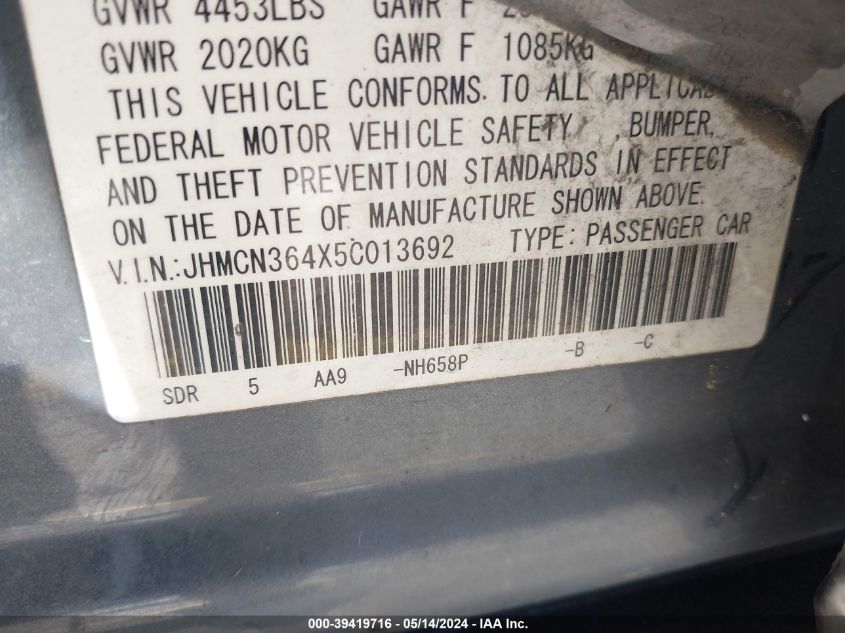 GVWR 4453LBS GAWR F
GVWR 2020KG GAWR F 1085KG
THIS VEHICLE CONFORMS TO ALL
FEDERAL MOTOR VEHICLE SAFETY, BUMPER,
AND THEFT PREVENTION STANDARDS IN EFFECT
ON THE DATE OF MANUFACTURE SHOWN ABOVE.
V.I.N.:JHMCN364X5C013692 TYPE: PASSENGER CAR
SDR 5 AA9 -NH658P -B -C
000-39419716 - 05/14/2024 - IAA, Inc.